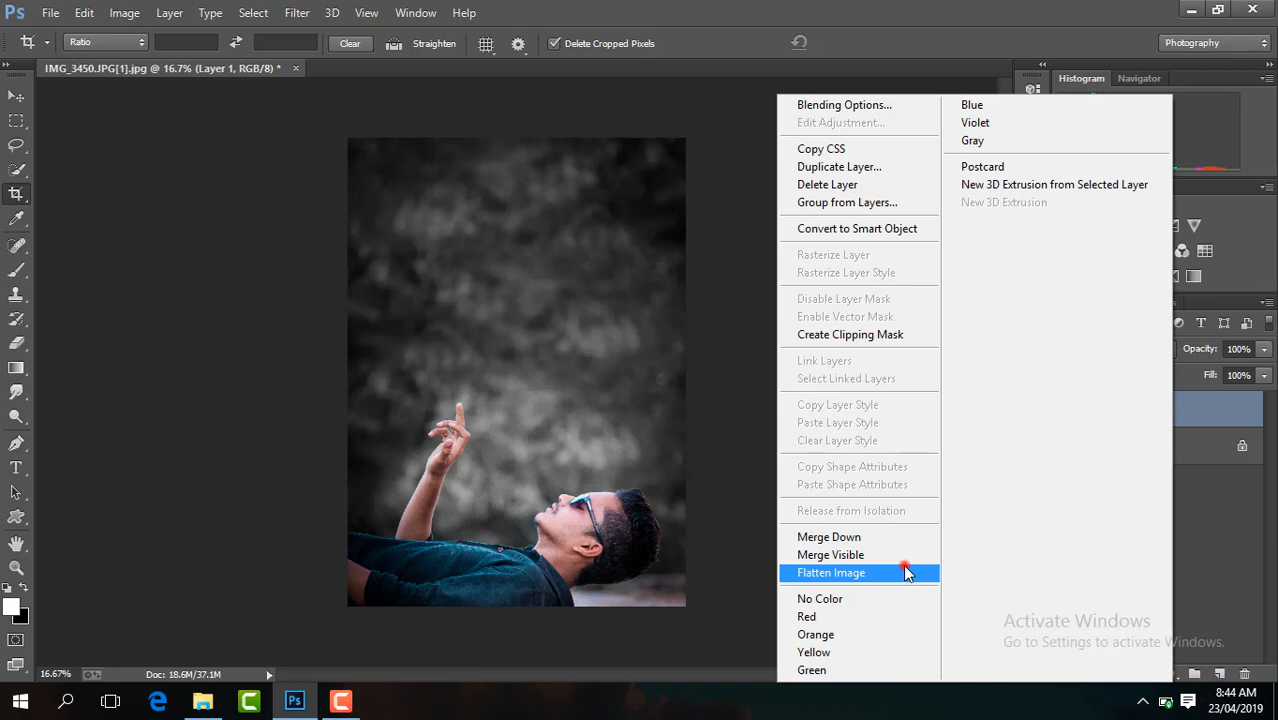 Ps File Edit Image Layer Type Select Filter 3D View Window Help
Ratio Clear Straighten Delete Cropped Pixels Photography
IMG_3450.JPG[1].jpg @ 16.7% (Layer 1, RGB/8) *
Histogram Navigator
Blending Options...
Edit Adjustment...
Copy CSS
Duplicate Layer...
Delete Layer
Group from Layers...
Convert to Smart Object
Rasterize Layer
Rasterize Layer Style
Disable Layer Mask
Enable Vector Mask
Create Clipping Mask
Link Layers
Select Linked Layers
Copy Layer Style
Paste Layer Style
Clear Layer Style
Copy Shape Attributes
Paste Shape Attributes
Release from Isolation
Merge Down
Merge Visible
Flatten Image
No Color
Red
Orange
Yellow
Green
Blue
Violet
Gray
Postcard
New 3D Extrusion from Selected Layer
New 3D Extrusion
Opacity: 100%
Fill: 100%
Activate Windows
Go to Settings to activate Windows.
16.67% Doc: 18.6M/37.1M
8:44 AM
23/04/2019